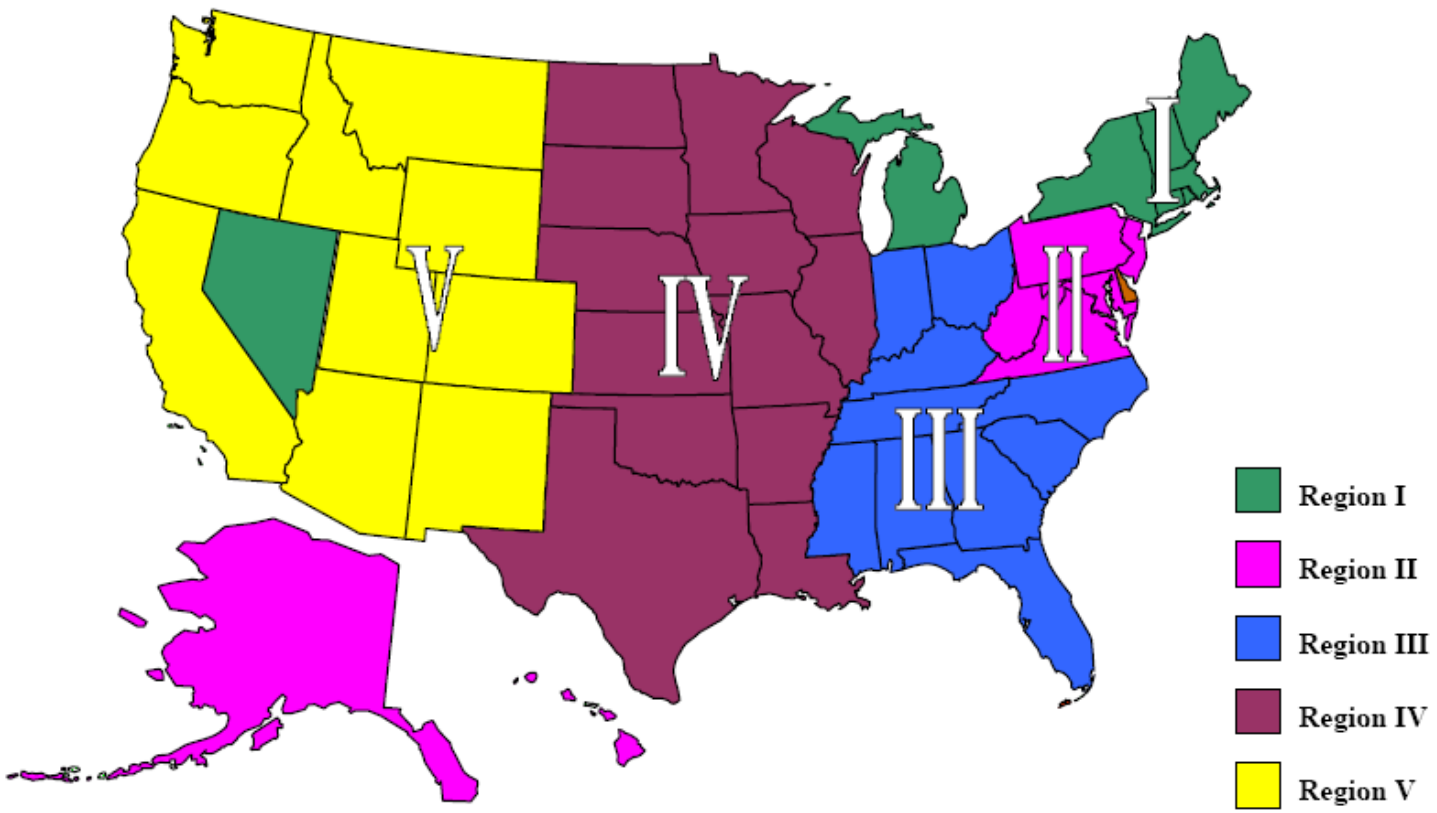 I
II
III
IV
V
Region I
Region II
Region III
Region IV
Region V